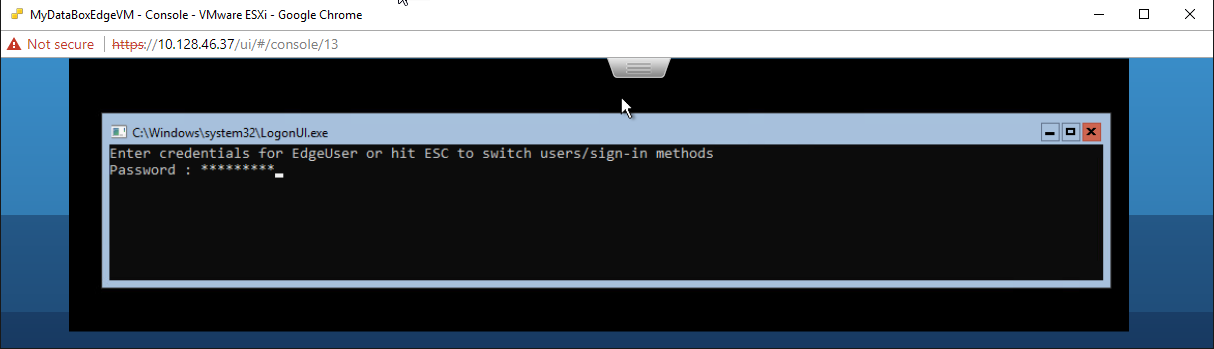 MyDataBoxEdgeVM - Console - VMware ESXi - Google Chrome
Not secure | https://10.128.46.37/ui/#/console/13
C:\Windows\system32\LogonUI.exe
Enter credentials for EdgeUser or hit ESC to switch users/sign-in methods
Password : *********